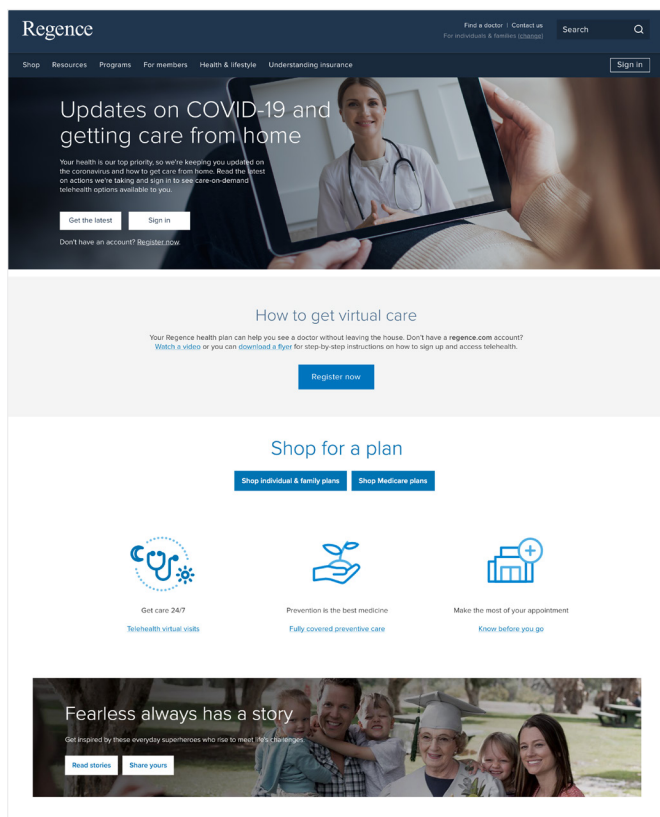 Regence
Find a doctor | Contact us
For individuals & families (change)
Search
Shop Resources Programs For members Health & lifestyle Understanding insurance
Sign in
Updates on COVID-19 and
getting care from home
Your health is our top priority, so we're keeping you updated on
the coronavirus and how to get care from home. Read the latest
on actions we're taking and sign in to see care-on-demand
telehealth options available to you.
Get the latest Sign in
Don't have an account? Register now.
How to get virtual care
Your Regence health plan can help you see a doctor without leaving the house. Don't have a regence.com account?
Watch a video or you can download a flyer for step-by-step instructions on how to sign up and access telehealth.
Register now
Shop for a plan
Shop individual & family plans Shop Medicare plans
Get care 24/7
Telehealth virtual visits
Prevention is the best medicine
Fully covered preventive care
Make the most of your appointment
Know before you go
Fearless always has a story
Get inspired by these everyday superheroes who rise to meet life's challenges.
Read stories Share yours